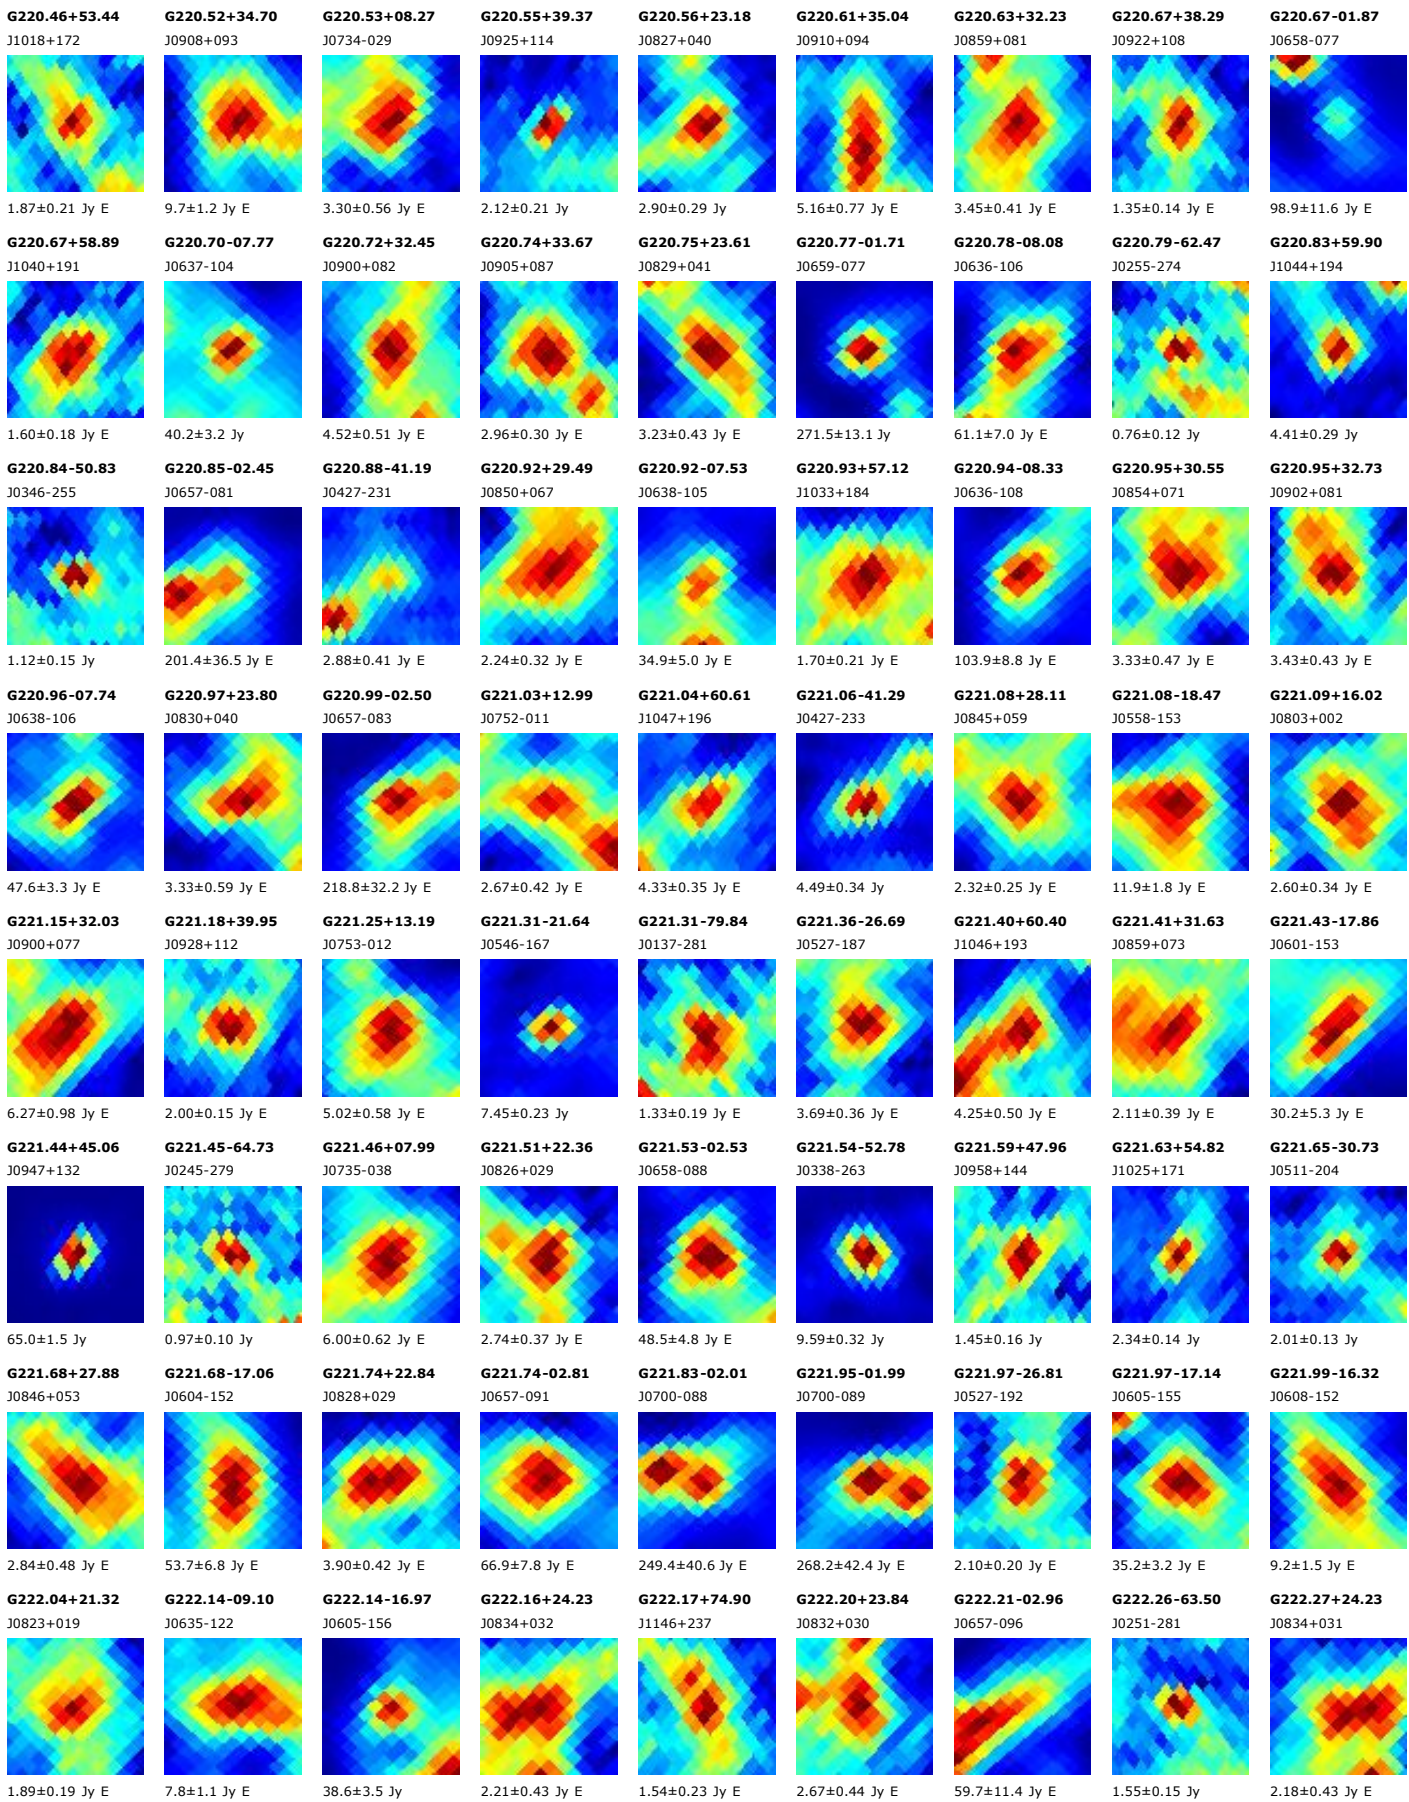 G220.46+53.44 G220.52+34.70 G220.53+08.27 G220.55+39.37 G220.56+23.18 G220.61+35.04 G220.63+32.23 G220.67+38.29 G220.67-01.87
J1018+172 J0908+093 J0734-029 J0925+114 J0827+040 J0910+094 J0859+081 J0922+108 J0658-077
1.87±0.21 Jy E 9.7±1.2 Jy E 3.30±0.56 Jy E 2.12±0.21 Jy 2.90±0.29 Jy 5.16±0.77 Jy E 3.45±0.41 Jy E 1.35±0.14 Jy E 98.9±11.6 Jy E
G220.67+58.89 G220.70-07.77 G220.72+32.45 G220.74+33.67 G220.75+23.61 G220.77-01.71 G220.78-08.08 G220.79-62.47 G220.83+59.90
J1040+191 J0637-104 J0900+082 J0905+087 J0829+041 J0659-077 J0636-106 J0255-274 J1044+194
1.60±0.18 Jy E 40.2±3.2 Jy 4.52±0.51 Jy E 2.96±0.30 Jy E 3.23±0.43 Jy E 271.5±13.1 Jy 61.1±7.0 Jy E 0.76±0.12 Jy 4.41±0.29 Jy
G220.84-50.83 G220.85-02.45 G220.88-41.19 G220.92+29.49 G220.92-07.53 G220.93+57.12 G220.94-08.33 G220.95+30.55 G220.95+32.73
J0346-255 J0657-081 J0427-231 J0850+067 J0638-105 J1033+184 J0636-108 J0854+071 J0902+081
1.12±0.15 Jy 201.4±36.5 Jy E 2.88±0.41 Jy E 2.24±0.32 Jy E 34.9±5.0 Jy E 1.70±0.21 Jy E 103.9±8.8 Jy E 3.33±0.47 Jy E 3.43±0.43 Jy E
G220.96-07.74 G220.97+23.80 G220.99-02.50 G221.03+12.99 G221.04+60.61 G221.06-41.29 G221.08+28.11 G221.08-18.47 G221.09+16.02
J0638-106 J0830+040 J0657-083 J0752-011 J1047+196 J0427-233 J0845+059 J0558-153 J0803+002
47.6±3.3 Jy E 3.33±0.59 Jy E 218.8±32.2 Jy E 2.67±0.42 Jy E 4.33±0.35 Jy E 4.49±0.34 Jy 2.32±0.25 Jy E 11.9±1.8 Jy E 2.60±0.34 Jy E
G221.15+32.03 G221.18+39.95 G221.25+13.19 G221.31-21.64 G221.31-79.84 G221.36-26.69 G221.40+60.40 G221.41+31.63 G221.43-17.86
J0900+077 J0928+112 J0753-012 J0546-167 J0137-281 J0527-187 J1046+193 J0859+073 J0601-153
6.27±0.98 Jy E 2.00±0.15 Jy E 5.02±0.58 Jy E 7.45±0.23 Jy 1.33±0.19 Jy E 3.69±0.36 Jy E 4.25±0.50 Jy E 2.11±0.39 Jy E 30.2±5.3 Jy E
G221.44+45.06 G221.45-64.73 G221.46+07.99 G221.51+22.36 G221.53-02.53 G221.54-52.78 G221.59+47.96 G221.63+54.82 G221.65-30.73
J0947+132 J0245-279 J0735-038 J0826+029 J0658-088 J0338-263 J0958+144 J1025+171 J0511-204
65.0±1.5 Jy 0.97±0.10 Jy 6.00±0.62 Jy E 2.74±0.37 Jy E 48.5±4.8 Jy E 9.59±0.32 Jy 1.45±0.16 Jy 2.34±0.14 Jy 2.01±0.13 Jy
G221.68+27.88 G221.68-17.06 G221.74+22.84 G221.74-02.81 G221.83-02.01 G221.95-01.99 G221.97-26.81 G221.97-17.14 G221.99-16.32
J0846+053 J0604-152 J0828+029 J0657-091 J0700-088 J0700-089 J0527-192 J0605-155 J0608-152
2.84±0.48 Jy E 53.7±6.8 Jy E 3.90±0.42 Jy E 66.9±7.8 Jy E 249.4±40.6 Jy E 268.2±42.4 Jy E 2.10±0.20 Jy E 35.2±3.2 Jy E 9.2±1.5 Jy E
G222.04+21.32 G222.14-09.10 G222.14-16.97 G222.16+24.23 G222.17+74.90 G222.20+23.84 G222.21-02.96 G222.26-63.50 G222.27+24.23
J0823+019 J0635-122 J0605-156 J0834+032 J1146+237 J0832+030 J0657-096 J0251-281 J0834+031
1.89±0.19 Jy E 7.8±1.1 Jy E 38.6±3.5 Jy 2.21±0.43 Jy E 1.54±0.23 Jy E 2.67±0.44 Jy E 59.7±11.4 Jy E 1.55±0.15 Jy 2.18±0.43 Jy E